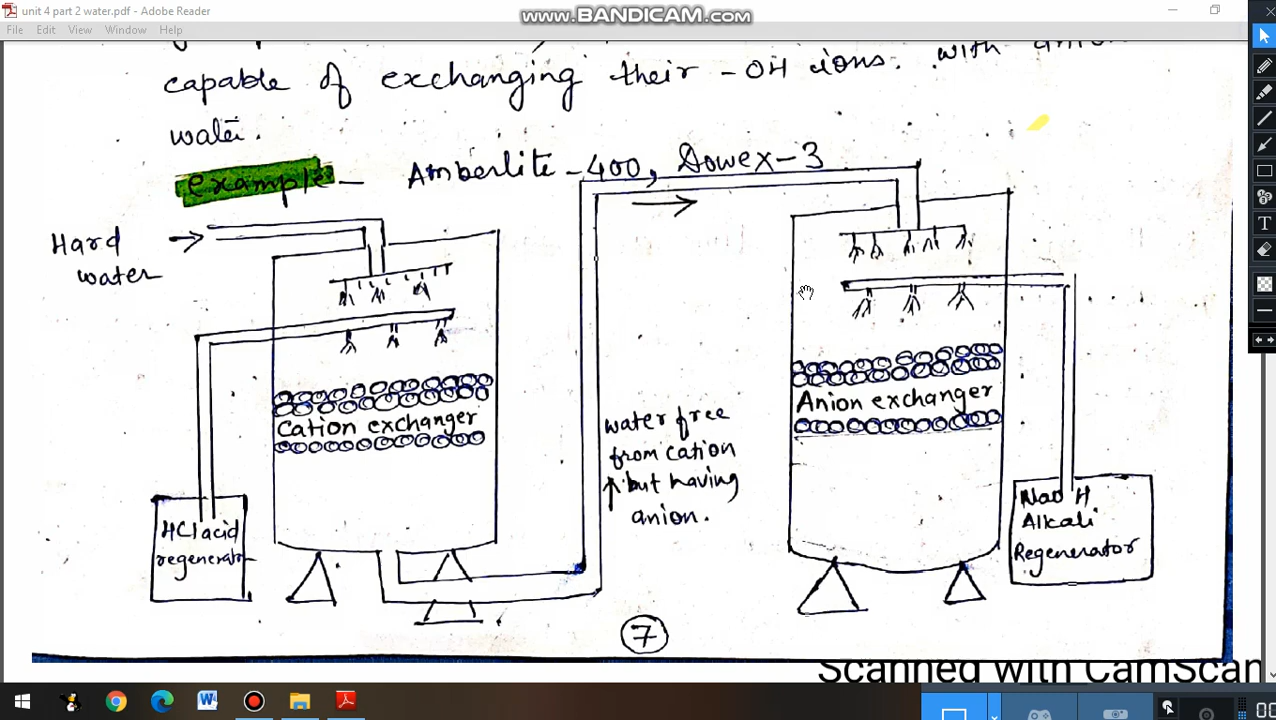 unit 4 part 2 water.pdf - Adobe Reader
www.BANDICAM.com
File Edit View Window Help
capable of exchanging their -OH ions. with
water.
example - Amberlite-400, Dowex-3
Hard
water
Cation exchanger
HCl acid
regenerator
water free
from cation
but having
anion.
Anion exchanger
NaOH
Alkali
Regenerator
7
Scanned with CamScan